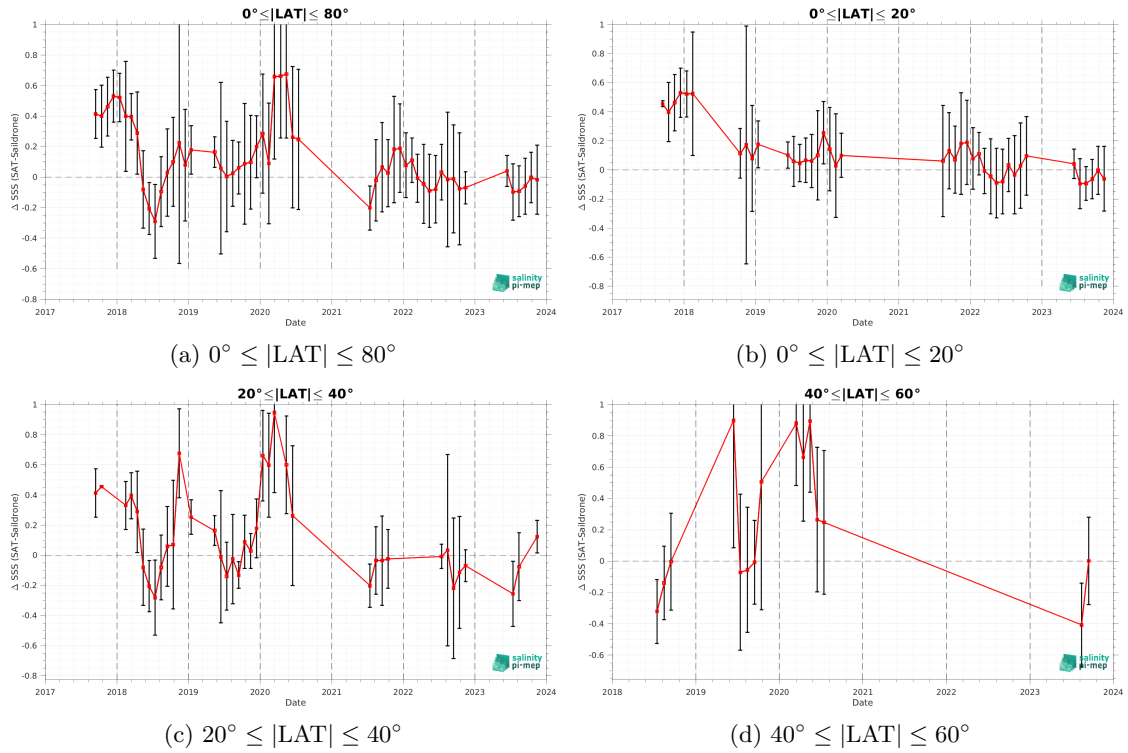 0°≤|LAT|≤ 80°
1
0.8
0.6
0.4
0.2
0
-0.2
-0.4
-0.6
-0.8
Δ SSS (SAT-Saildrone)
2017 2018 2019 2020 2021 2022 2023 2024
Date
salinity
pi-mep
(a) 0° ≤ |LAT| ≤ 80°
0°≤|LAT|≤ 20°
1
0.8
0.6
0.4
0.2
0
-0.2
-0.4
-0.6
-0.8
Δ SSS (SAT-Saildrone)
2017 2018 2019 2020 2021 2022 2023 2024
Date
salinity
pi-mep
(b) 0° ≤ |LAT| ≤ 20°
20°≤|LAT|≤ 40°
1
0.8
0.6
0.4
0.2
0
-0.2
-0.4
-0.6
-0.8
Δ SSS (SAT-Saildrone)
2017 2018 2019 2020 2021 2022 2023 2024
Date
salinity
pi-mep
(c) 20° ≤ |LAT| ≤ 40°
40°≤|LAT|≤ 60°
1
0.8
0.6
0.4
0.2
0
-0.2
-0.4
-0.6
Δ SSS (SAT-Saildrone)
2018 2019 2020 2021 2022 2023 2024
Date
salinity
pi-mep
(d) 40° ≤ |LAT| ≤ 60°